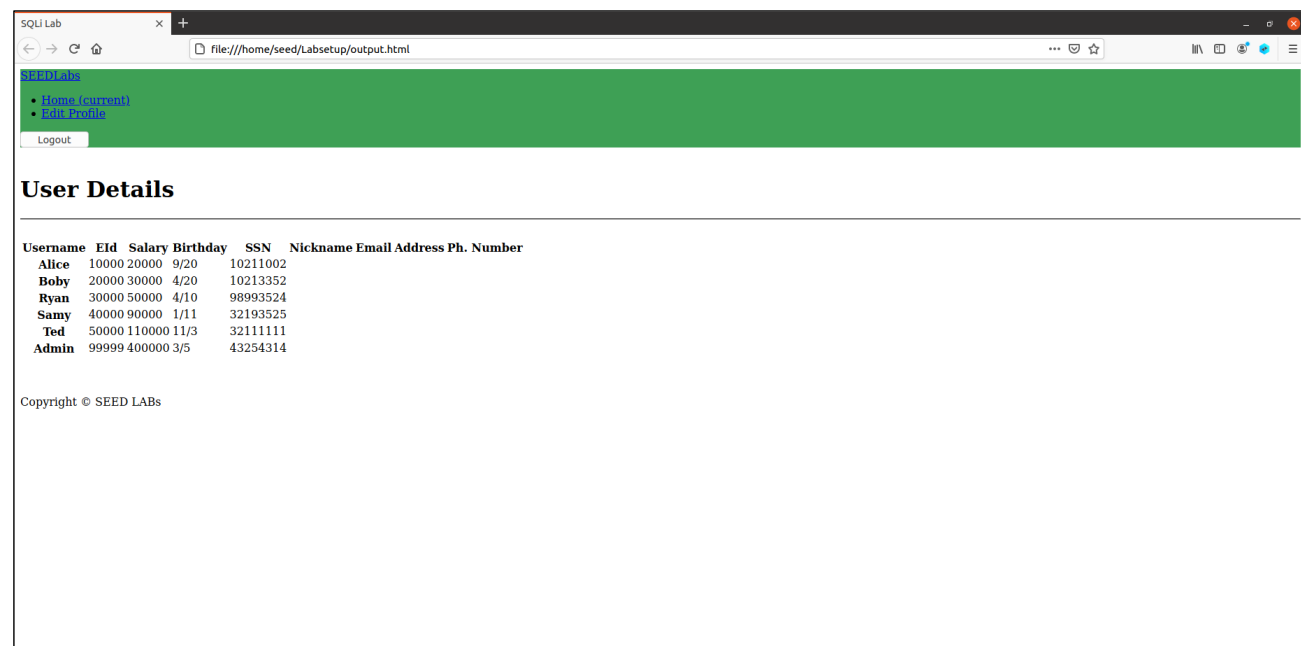 SQLi Lab
file:///home/seed/Labsetup/output.html
SEEDLabs
Home (current)
Edit Profile
Logout
User Details
Username EId Salary Birthday SSN Nickname Email Address Ph. Number
Alice 10000 20000 9/20 10211002
Boby 20000 30000 4/20 10213352
Ryan 30000 50000 4/10 98993524
Samy 40000 90000 1/11 32193525
Ted 50000 110000 11/3 32111111
Admin 99999 400000 3/5 43254314
Copyright © SEED LABs